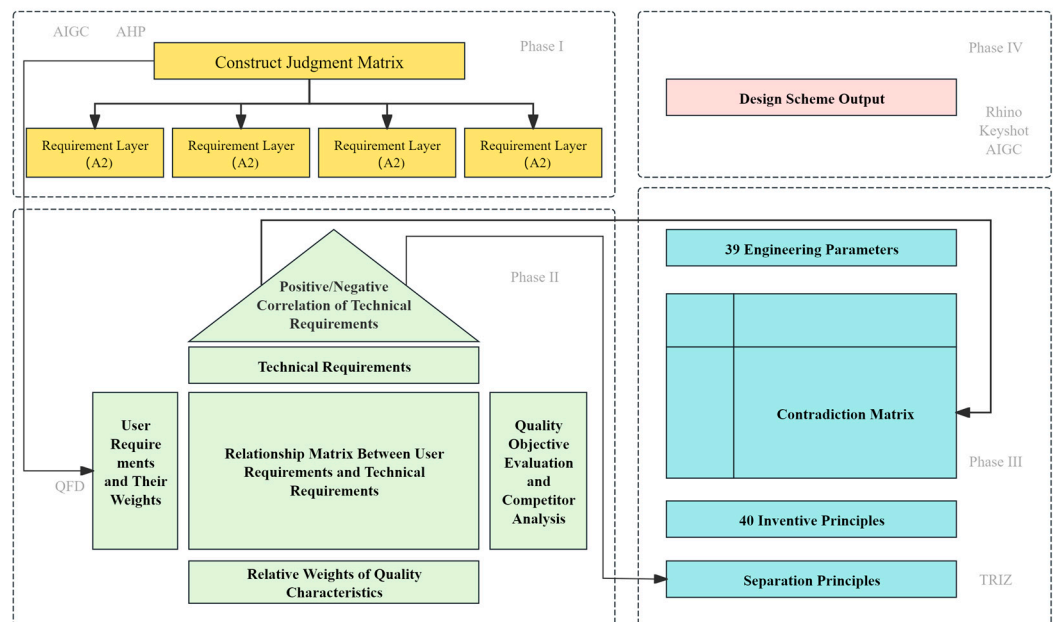 AIGC
AHP
Phase I
Construct Judgment Matrix
Requirement Layer
(A2)
Requirement Layer
(A2)
Requirement Layer
(A2)
Requirement Layer
(A2)
Phase IV
Design Scheme Output
Rhino
Keyshot
AIGC
Phase II
Positive/Negative
Correlation of Technical
Requirements
Technical Requirements
User
Require
ments
and Their
Weights
QFD
Relationship Matrix Between User
Requirements and Technical
Requirements
Quality
Objective
Evaluation
and
Competitor
Analysis
Relative Weights of Quality
Characteristics
39 Engineering Parameters
Contradiction Matrix
Phase III
40 Inventive Principles
Separation Principles
TRIZ